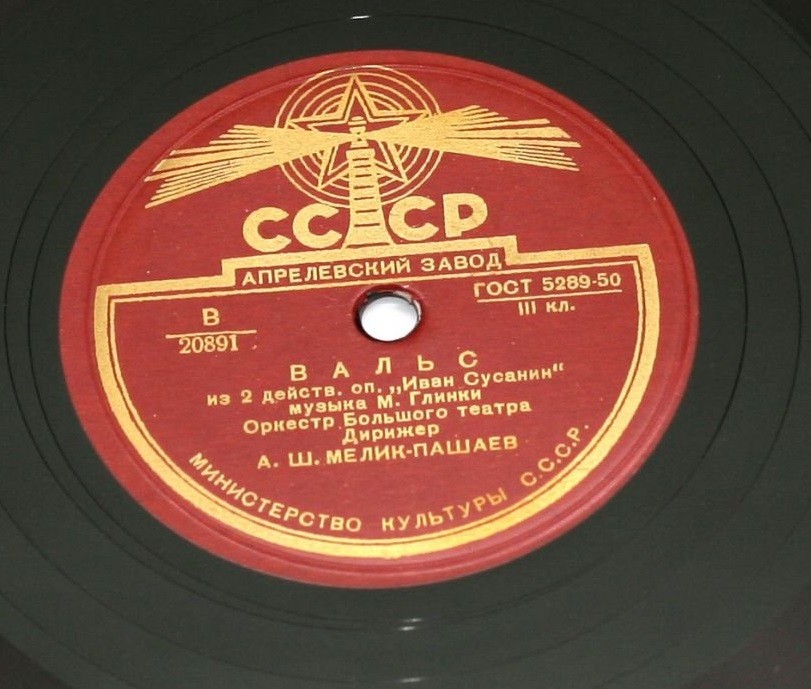 СССР
АПРЕЛЕВСКИЙ ЗАВОД
ГОСТ 5289-50
III кл.
В
20891
ВАЛЬС
из 2 действ. оп. „Иван Сусанин“
музыка М. Глинки
Оркестр Большого театра
Дирижер
А. Ш. МЕЛИК-ПАШАЕВ
МИНИСТЕРСТВО КУЛЬТУРЫ С.С.С.Р.